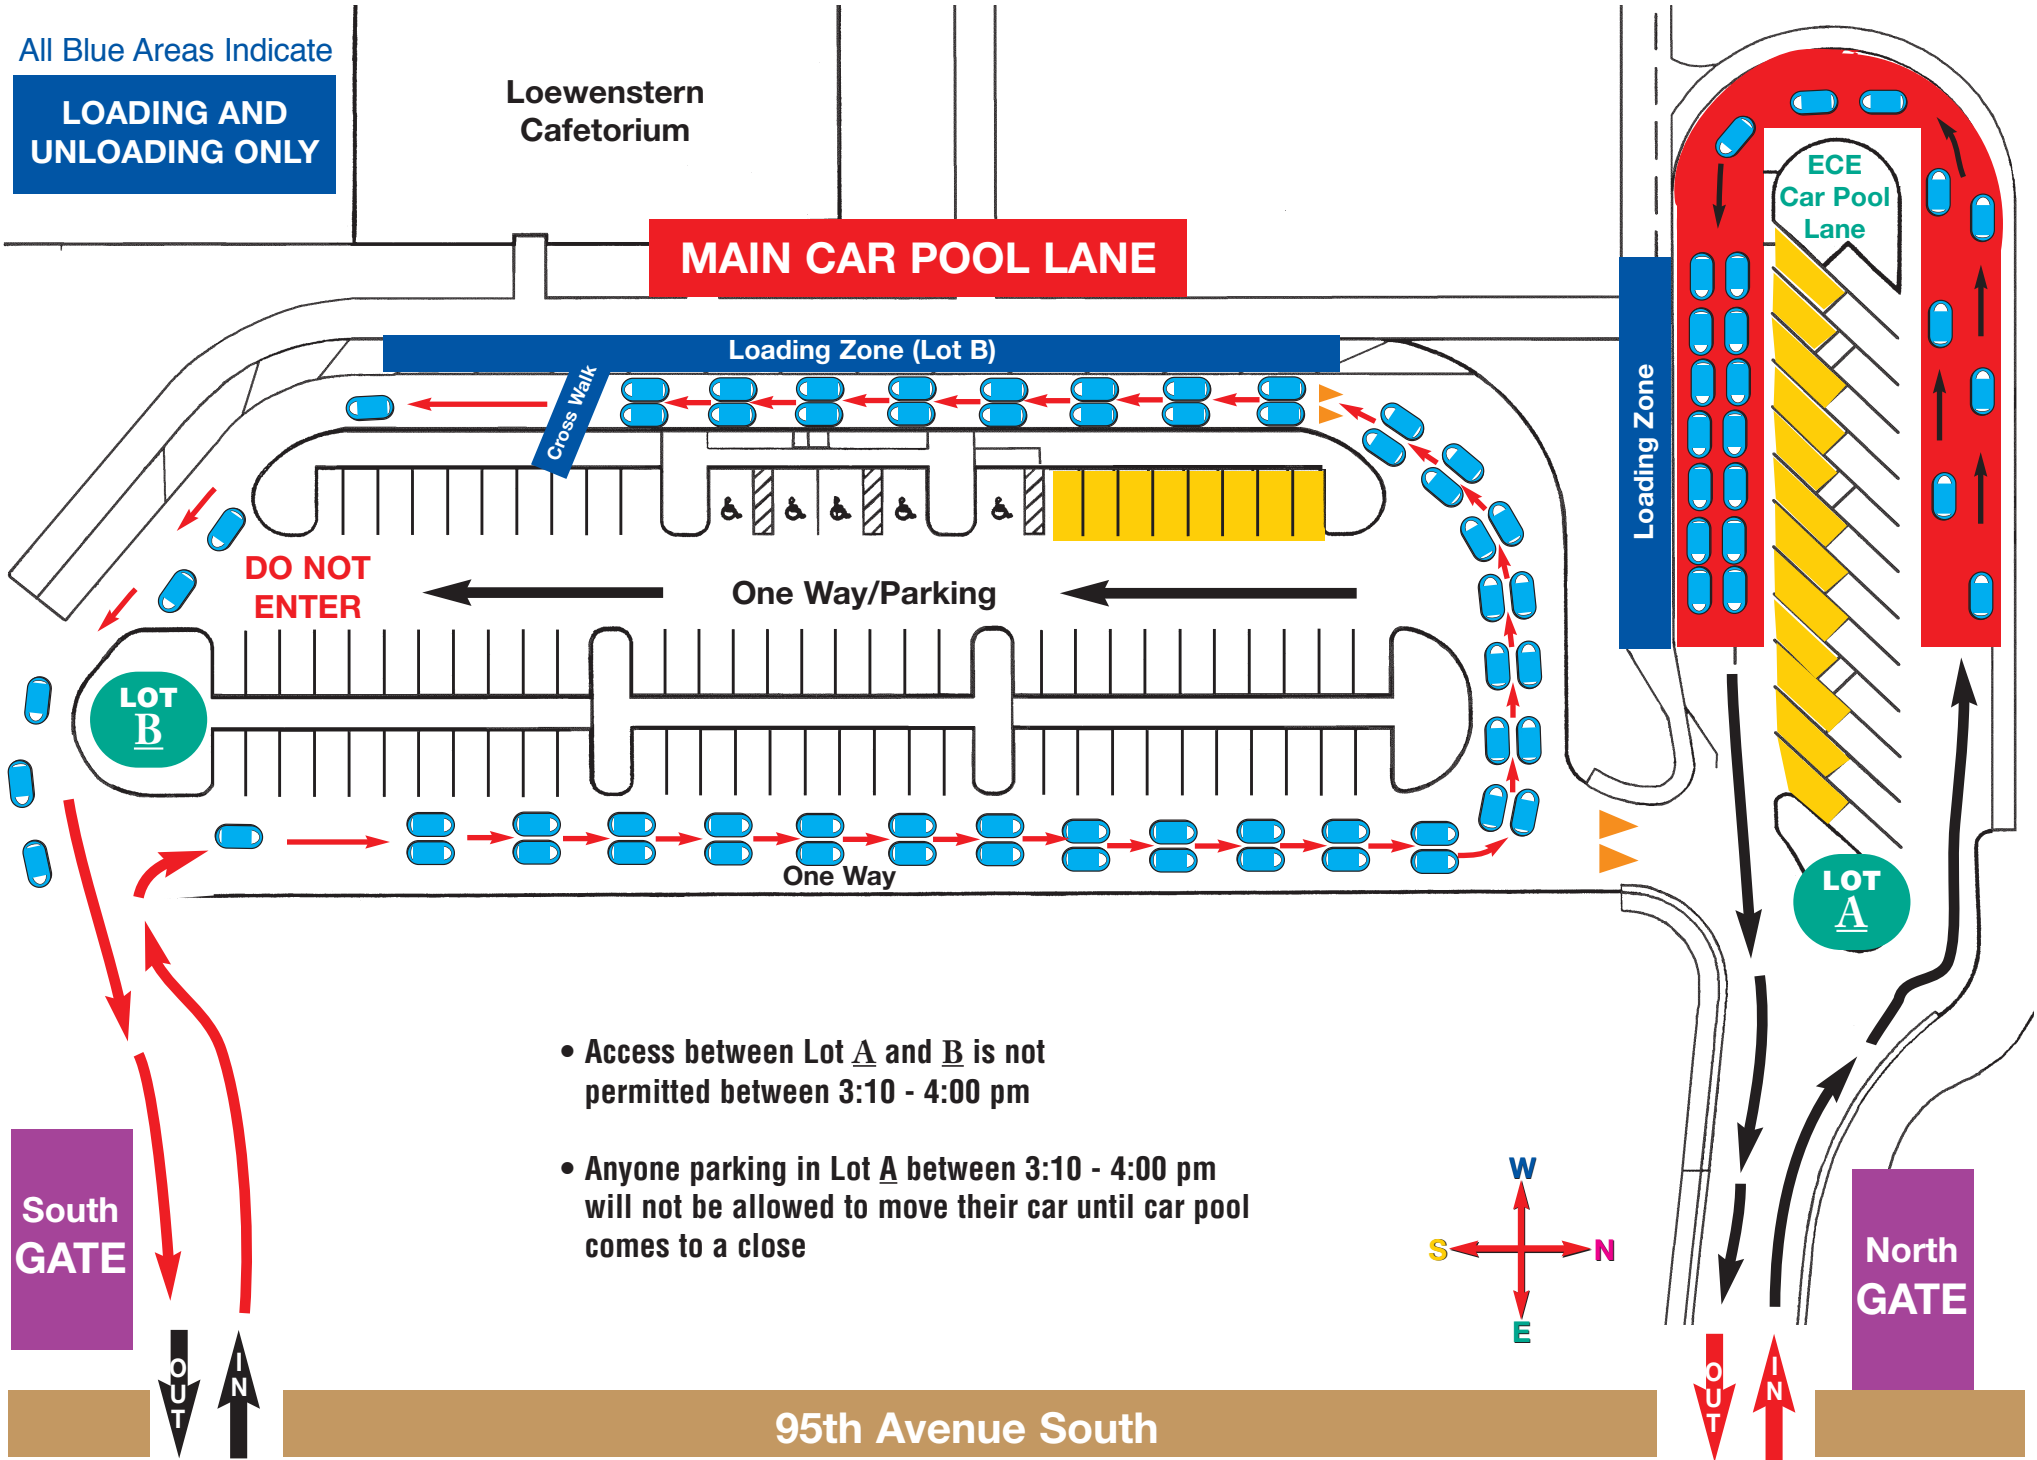 All Blue Areas Indicate
LOADING AND
UNLOADING ONLY
Loewenstern
Cafetorium
MAIN CAR POOL LANE
ECE
Car Pool
Lane
Loading Zone (Lot B)
Cross Walk
Loading Zone
DO NOT
ENTER
One Way/Parking
LOT
B
One Way
LOT
A
• Access between Lot A and B is not
permitted between 3:10 - 4:00 pm
• Anyone parking in Lot A between 3:10 - 4:00 pm
will not be allowed to move their car until car pool
comes to a close
W
S
N
E
South
GATE
North
GATE
OUT
IN
OUT
IN
95th Avenue South